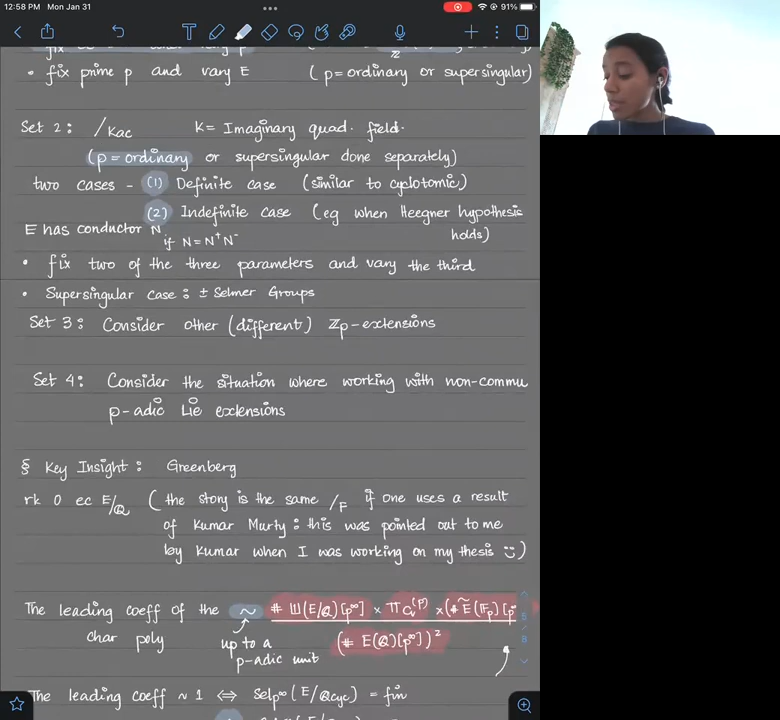 12:58 PM Mon Jan 31
91%
• fix prime p and vary E ( p = ordinary or supersingular)
Set 2 : /Kac K = Imaginary quad. field.
(p = ordinary or supersingular done separately)
two cases - (1) Definite case (similar to cyclotomic)
(2) Indefinite case (eg when Heegner hypothesis holds)
E has conductor N if N = N⁺N⁻
• fix two of the three parameters and vary the third
• Supersingular case : ± Selmer Groups
Set 3 : Consider other (different) ℤp-extensions
Set 4 : Consider the situation where working with non-commu
p-adic Lie extensions
§ Key Insight : Greenberg
rk 0 ec E/ℚ ( the story is the same /F if one uses a result
of Kumar Murty : this was pointed out to me
by Kumar when I was working on my thesis :))
The leading coeff of the char poly ~ # Ш(E/ℚ)[p^∞] × ∏ c_v^(p) × (# Ẽ(𝔽p)[p^
(# E(ℚ)[p^∞])²
up to a
p-adic unit
5
8
The leading coeff ~ 1 ⇔ Sel_p∞(E/ℚcyc) = fin